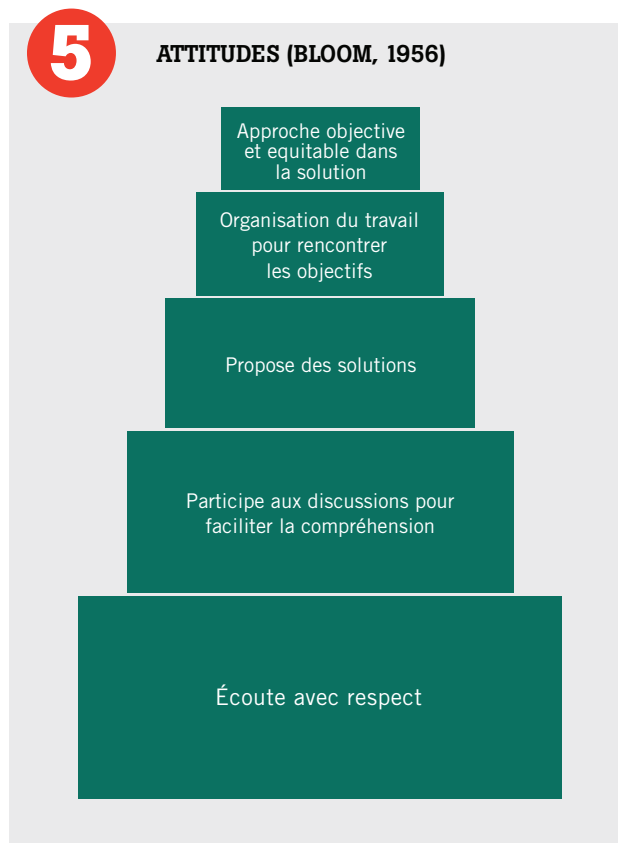 5
ATTITUDES (BLOOM, 1956)
Approche objective
et equitable dans
la solution
Organisation du travail
pour rencontrer
les objectifs
Propose des solutions
Participe aux discussions pour
faciliter la compréhension
Écoute avec respect